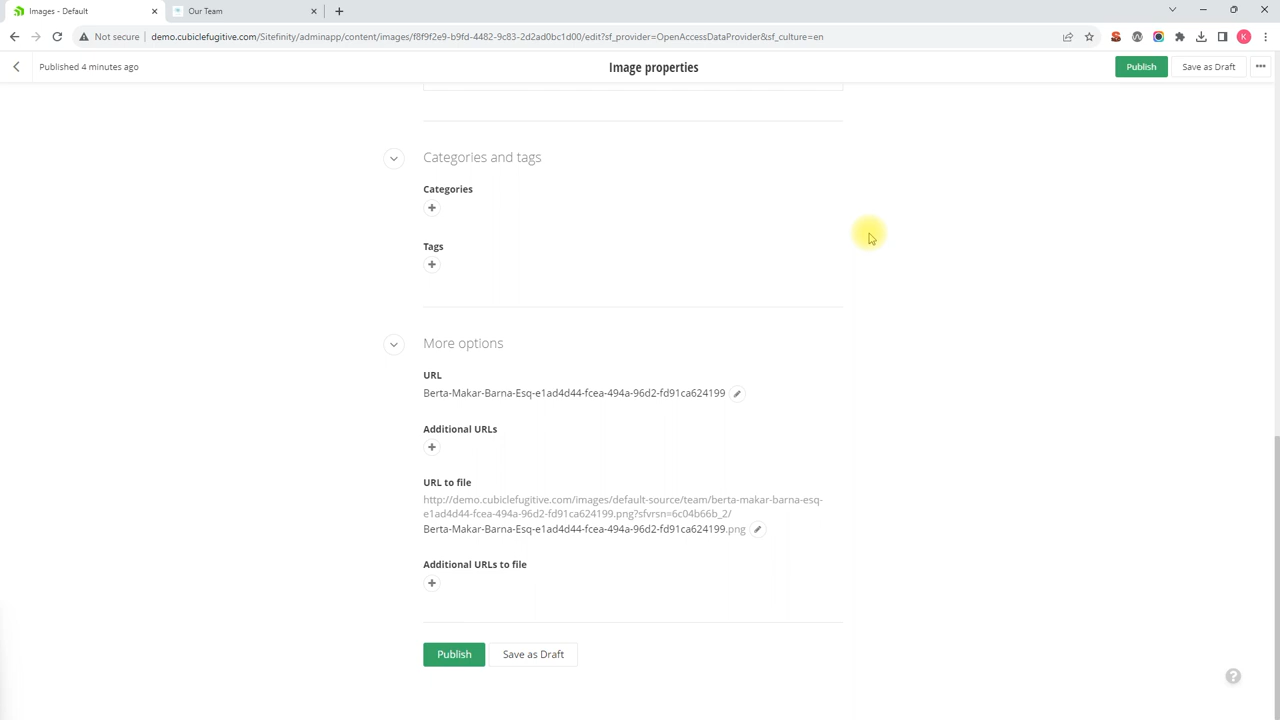 Images - Default
Our Team
Not secure
demo.cubiclefugitive.com/Sitefinity/adminapp/content/images/f8f9f2e9-b9fd-4482-9c83-2d2ad0bc1d00/edit?sf_provider=OpenAccessDataProvider&sf_culture=en
K
Published 4 minutes ago
Image properties
Publish
Save as Draft
Categories and tags
Categories
Tags
More options
URL
Berta-Makar-Barna-Esq-e1ad4d44-fcea-494a-96d2-fd91ca624199
Additional URLs
URL to file
http://demo.cubiclefugitive.com/images/default-source/team/berta-makar-barna-esq-
e1ad4d44-fcea-494a-96d2-fd91ca624199.png?sfvrsn=6c04b66b_2/
Berta-Makar-Barna-Esq-e1ad4d44-fcea-494a-96d2-fd91ca624199.png
Additional URLs to file
Publish
Save as Draft